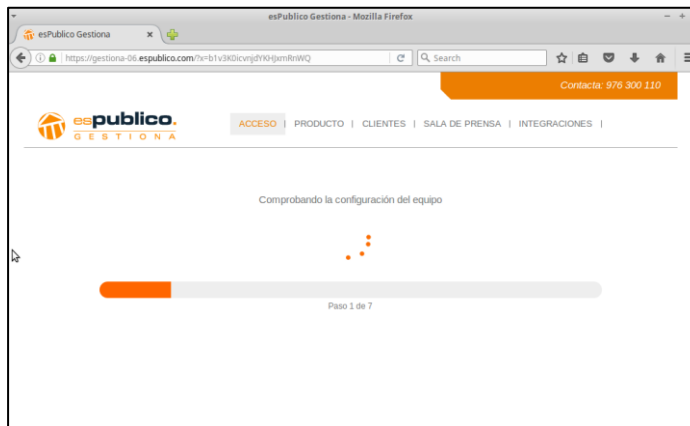 esPublico Gestiona - Mozilla Firefox
esPublico Gestiona
https://gestiona-06.espublico.com/?x=b1v3K0icvnjdYKHJxmRnWQ
Search
Contacta: 976 300 110
espublico.
GESTIONA
ACCESO | PRODUCTO | CLIENTES | SALA DE PRENSA | INTEGRACIONES |
Comprobando la configuración del equipo
Paso 1 de 7